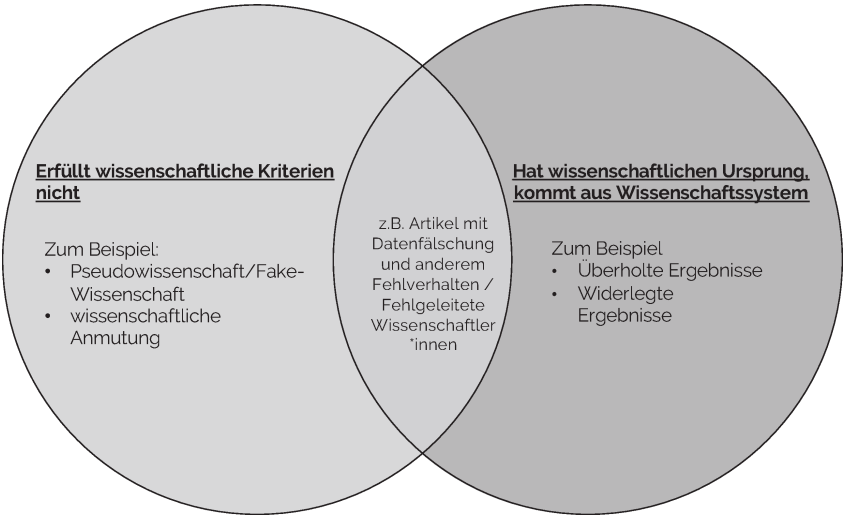 Erfüllt wissenschaftliche Kriterien
nicht
Zum Beispiel:
• Pseudowissenschaft/Fake-
Wissenschaft
• wissenschaftliche
Anmutung
z.B. Artikel mit
Datenfälschung
und anderem
Fehlverhalten /
Fehlgeleitete
Wissenschaftler
*innen
Hat wissenschaftlichen Ursprung,
kommt aus Wissenschaftssystem
Zum Beispiel
• Überholte Ergebnisse
• Widerlegte
Ergebnisse